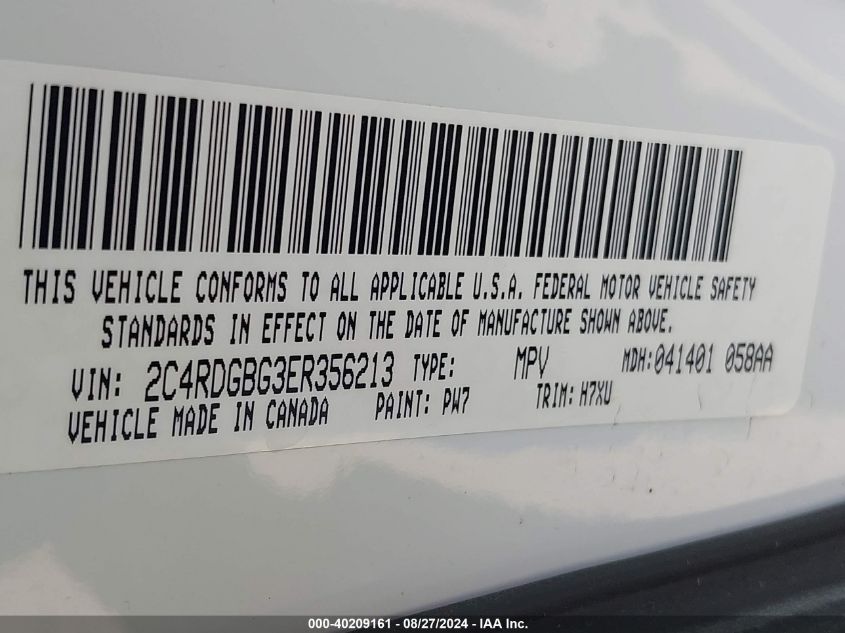 THIS VEHICLE CONFORMS TO ALL APPLICABLE U.S.A. FEDERAL MOTOR VEHICLE SAFETY
STANDARDS IN EFFECT ON THE DATE OF MANUFACTURE SHOWN ABOVE.
VIN: 2C4RDGBG3ER356213 TYPE: MPV MDH: 041401 058AA
VEHICLE MADE IN CANADA PAINT: PW7 TRIM: H7XU
000-40209161 - 08/27/2024 - IAA Inc.